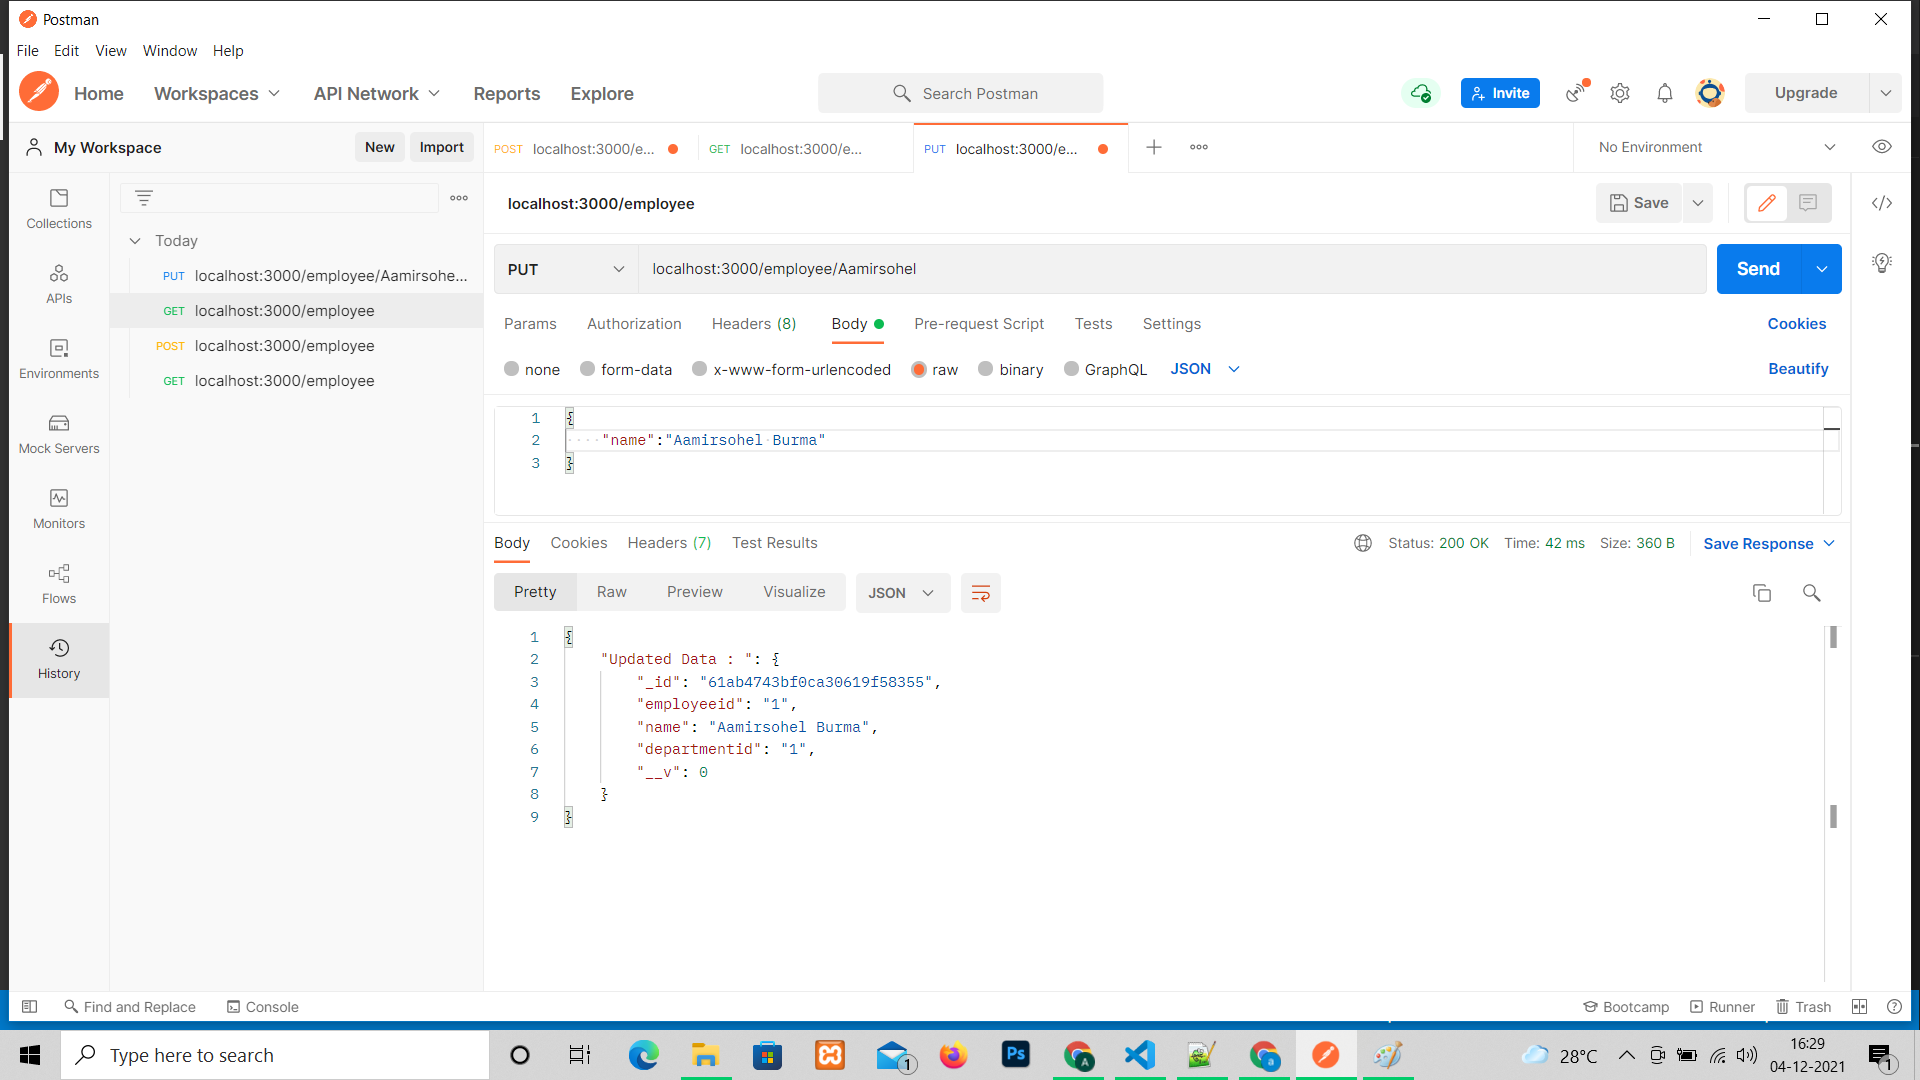 Postman
File Edit View Window Help
Home Workspaces API Network Reports Explore Search Postman Invite Upgrade
My Workspace New Import POST localhost:3000/e... GET localhost:3000/e... PUT localhost:3000/e... No Environment
Collections
APIs
Environments
Mock Servers
Monitors
Flows
History
Today
PUT localhost:3000/employee/Aamirsohe...
GET localhost:3000/employee
POST localhost:3000/employee
GET localhost:3000/employee
localhost:3000/employee Save
PUT localhost:3000/employee/Aamirsohel Send
Params Authorization Headers (8) Body Pre-request Script Tests Settings Cookies
none form-data x-www-form-urlencoded raw binary GraphQL JSON Beautify
1 {
2 "name":"Aamirsohel Burma"
3 }
Body Cookies Headers (7) Test Results Status: 200 OK Time: 42 ms Size: 360 B Save Response
Pretty Raw Preview Visualize JSON
1 {
2 "Updated Data : ": {
3 "_id": "61ab4743bf0ca30619f58355",
4 "employeeid": "1",
5 "name": "Aamirsohel Burma",
6 "departmentid": "1",
7 "__v": 0
8 }
9 }
Find and Replace Console Bootcamp Runner Trash
Type here to search 1 Ps A a 28°C 16:29
04-12-2021 1